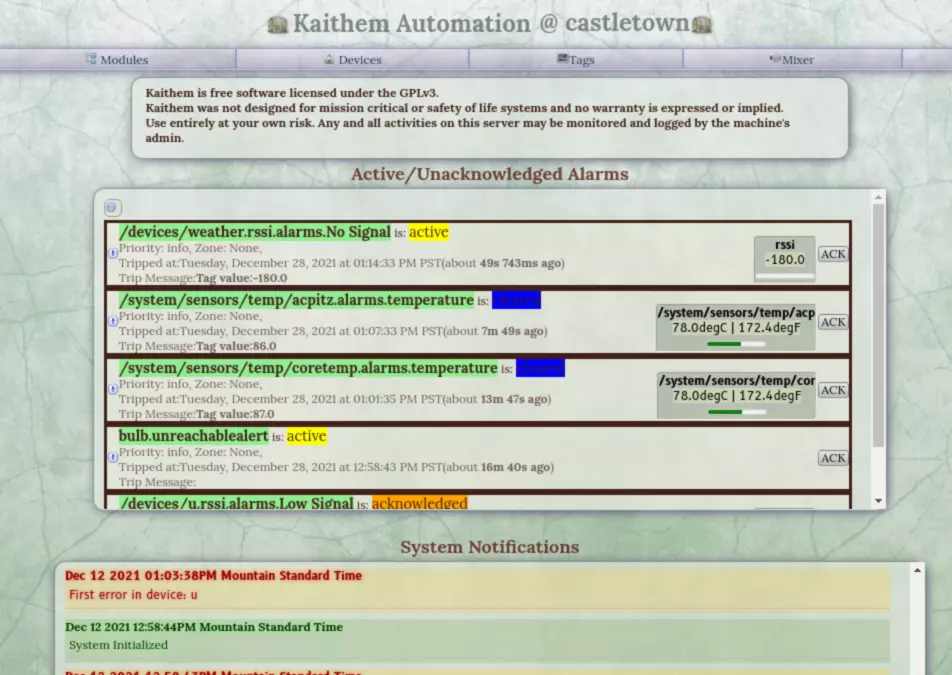 Kaithem Automation @ castletown
Modules
Devices
Tags
Mixer
Kaithem is free software licensed under the GPLv3.
Kaithem was not designed for mission critical or safety of life systems and no warranty is expressed or implied.
Use entirely at your own risk. Any and all activities on this server may be monitored and logged by the machine's
admin.
Active/Unacknowledged Alarms
/devices/weather.rssi.alarms.No Signal is: active
Priority: info, Zone: None,
Tripped at:Tuesday, December 28, 2021 at 01:14:33 PM PST(about 49s 743ms ago)
Trip Message:Tag value:-180.0
rssi
-180.0
ACK
/system/sensors/temp/acpitz.alarms.temperature is:
Priority: info, Zone: None,
Tripped at:Tuesday, December 28, 2021 at 01:07:33 PM PST(about 7m 49s ago)
Trip Message:Tag value:86.0
/system/sensors/temp/acp
78.0degC | 172.4degF
ACK
/system/sensors/temp/coretemp.alarms.temperature is:
Priority: info, Zone: None,
Tripped at:Tuesday, December 28, 2021 at 01:01:35 PM PST(about 13m 47s ago)
Trip Message:Tag value:87.0
/system/sensors/temp/cor
78.0degC | 172.4degF
ACK
bulb.unreachablealert is: active
Priority: info, Zone: None,
Tripped at:Tuesday, December 28, 2021 at 12:58:43 PM PST(about 16m 40s ago)
Trip Message:
ACK
/devices/u.rssi.alarms.Low Signal is: acknowledged
System Notifications
Dec 12 2021 01:03:38PM Mountain Standard Time
First error in device: u
Dec 12 2021 12:58:44PM Mountain Standard Time
System Initialized
Dec 12 2021 12:58:43PM Mountain Standard Time